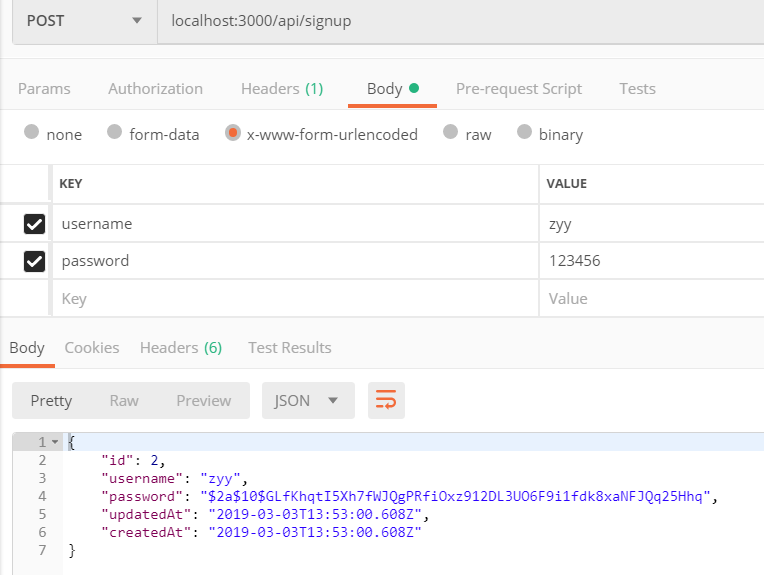 POST localhost:3000/api/signup
Params Authorization Headers (1) Body Pre-request Script Tests
none form-data x-www-form-urlencoded raw binary
KEY VALUE
username zyy
password 123456
Key Value
Body Cookies Headers (6) Test Results
Pretty Raw Preview JSON
1 {
2 "id": 2,
3 "username": "zyy",
4 "password": "$2a$10$GLfKhqtI5Xh7fWJQgPRfiOxz912DL3UO6F9i1fdk8xaNFJQq25Hhq",
5 "updatedAt": "2019-03-03T13:53:00.608Z",
6 "createdAt": "2019-03-03T13:53:00.608Z"
7 }